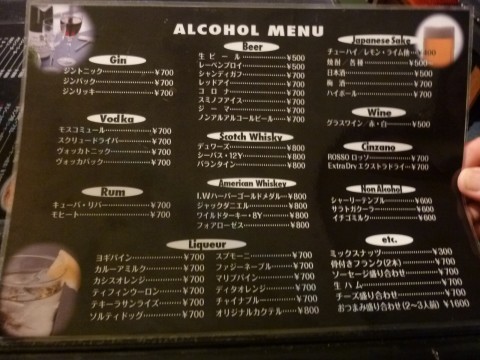 ALCOHOL MENU
Gin
ジントニック ¥700
ジンバック ¥700
ジンリッキ ¥700
Vodka
モスコミュール ¥700
スクリュードライバー ¥700
ヴォッカトニック ¥700
ヴォッカバック ¥700
Rum
キューバ・リバー ¥700
モヒート ¥700
Beer
生ビール ¥500
レーベンブロイ ¥500
シャンディガフ ¥700
レッドアイ ¥700
コロナ ¥700
スミノフアイス ¥700
ジーマ ¥700
ノンアルアルコールビール ¥700
Scotch Whisky
デュワーズ ¥800
シーバス・12Y ¥800
バランタイン ¥800
American Whiskey
I.Wハーパーゴールドメダル ¥800
ジャックダニエル ¥800
ワイルドターキー・8Y ¥800
フォアローゼス ¥800
Japanese Sake
チューハイ/レモン・ライム他
焼酎/各種 ¥500
日本酒 ¥500
梅酒 ¥700
ハイボール ¥700
Wine
グラスワイン/赤・白 ¥500
Cinzano
ROSSO ロッソ ¥700
ExtraDry エクストラドライ ¥700
Non Alcohol
シャーリーテンプル ¥600
サラトガクーラー ¥600
イチゴミルク ¥600
Liqueur
ヨギパイン ¥700
カルーアミルク ¥700
カシスオレンジ ¥700
ティフィンウーロン ¥700
テキーラサンライズ ¥700
ソルティドッグ ¥700
スプモーニ ¥700
ファジーネーブル ¥700
マリブパイン ¥700
ディタオレンジ ¥700
チャイナブル ¥700
オリジナルカクテル ¥800
etc.
ミックスナッツ ¥300
骨付きフランク(2本) ¥700
ソーセージ盛り合わせ ¥700
生ハム ¥700
チーズ盛り合わせ ¥700
おつまみ盛り合わせ(2〜3人前) ¥1600